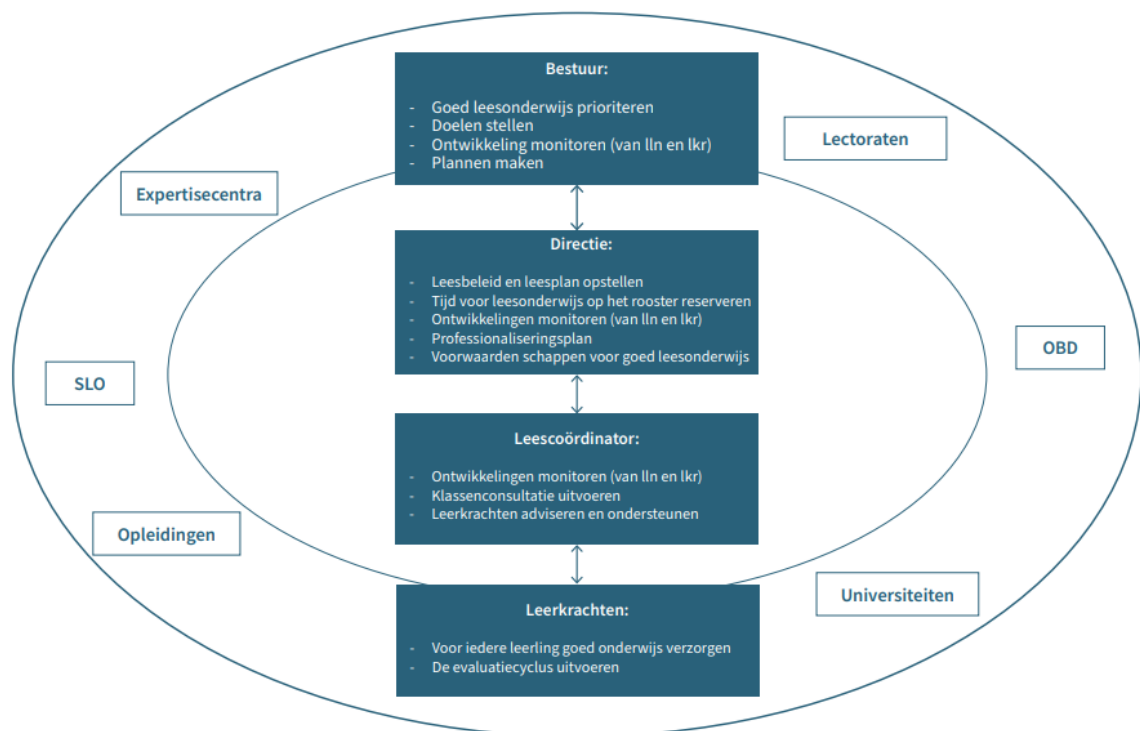 Bestuur:
- Goed leesonderwijs prioriteren
- Doelen stellen
- Ontwikkeling monitoren (van lln en lkr)
- Plannen maken
Lectoraten
Expertisecentra
Directie:
- Leesbeleid en leesplan opstellen
- Tijd voor leesonderwijs op het rooster reserveren
- Ontwikkelingen monitoren (van lln en lkr)
- Professionaliseringsplan
- Voorwaarden schappen voor goed leesonderwijs
OBD
SLO
Leescoördinator:
- Ontwikkelingen monitoren (van lln en lkr)
- Klassenconsultatie uitvoeren
- Leerkrachten adviseren en ondersteunen
Opleidingen
Universiteiten
Leerkrachten:
- Voor iedere leerling goed onderwijs verzorgen
- De evaluatiecyclus uitvoeren